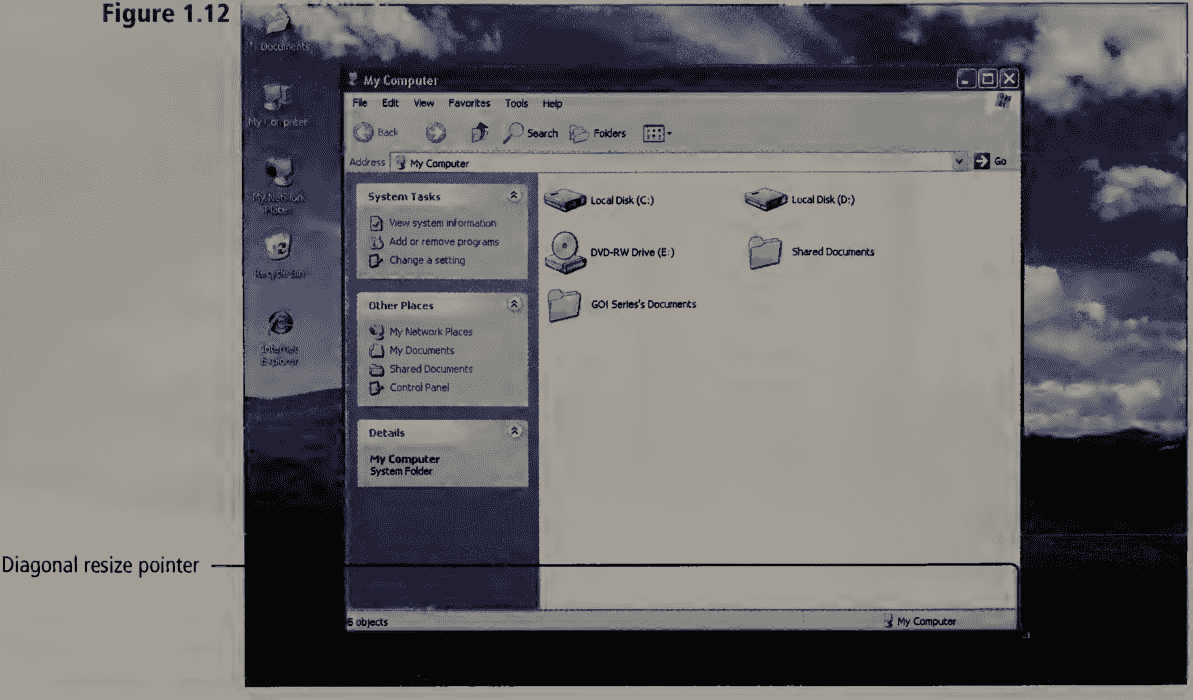 Figure 1.12
My Documents
My Computer
My Network
Places
Recycle Bin
Internet
Explorer
My Computer
File Edit View Favorites Tools Help
Back Search Folders
Address My Computer Go
System Tasks
View system information
Add or remove programs
Change a setting
Other Places
My Network Places
My Documents
Shared Documents
Control Panel
Details
My Computer
System Folder
Local Disk (C:) Local Disk (D:)
DVD-RW Drive (E:) Shared Documents
GO! Series's Documents
Diagonal resize pointer
5 objects My Computer